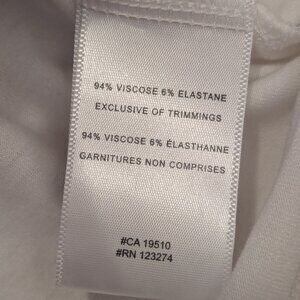 94% VISCOSE 6% ELASTANE
EXCLUSIVE OF TRIMMINGS
94% VISCOSE 6% ÉLASTHANNE
GARNITURES NON COMPRISES
#CA 19510
#RN 123274